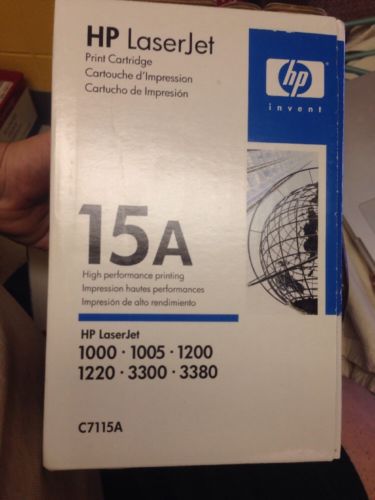 HP LaserJet
Print Cartridge
Cartouche d'Impression
Cartucho de Impresión
hp
invent
15A
High performance printing
Impression hautes performances
Impresión de alto rendimiento
HP LaserJet
1000 · 1005 · 1200
1220 · 3300 · 3380
C7115A